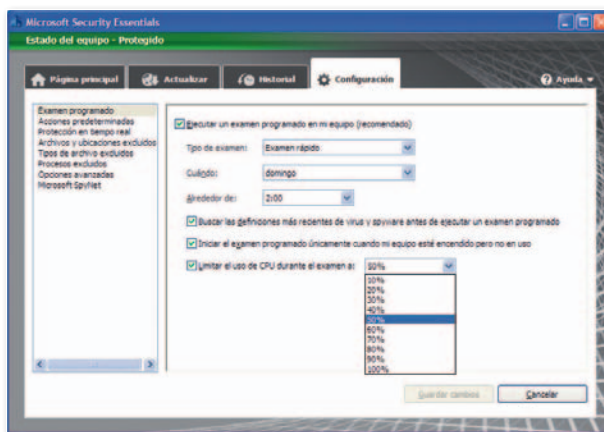 Microsoft Security Essentials
Estado del equipo - Protegido
Página principal
Actualizar
Historial
Configuración
Ayuda
Examen programado
Acciones predeterminadas
Protección en tiempo real
Archivos y ubicaciones excluidos
Tipos de archivo excluidos
Procesos excluidos
Opciones avanzadas
Microsoft SpyNet
Ejecutar un examen programado en mi equipo (recomendado)
Tipo de examen: Examen rápido
Cuándo: domingo
Alrededor de: 2:00
Buscar las definiciones más recientes de virus y spyware antes de ejecutar un examen programado
Iniciar el examen programado únicamente cuando mi equipo esté encendido pero no en uso
Limitar el uso de CPU durante el examen a: 50%
10%
20%
30%
40%
50%
60%
70%
80%
90%
100%
Guardar cambios
Cancelar